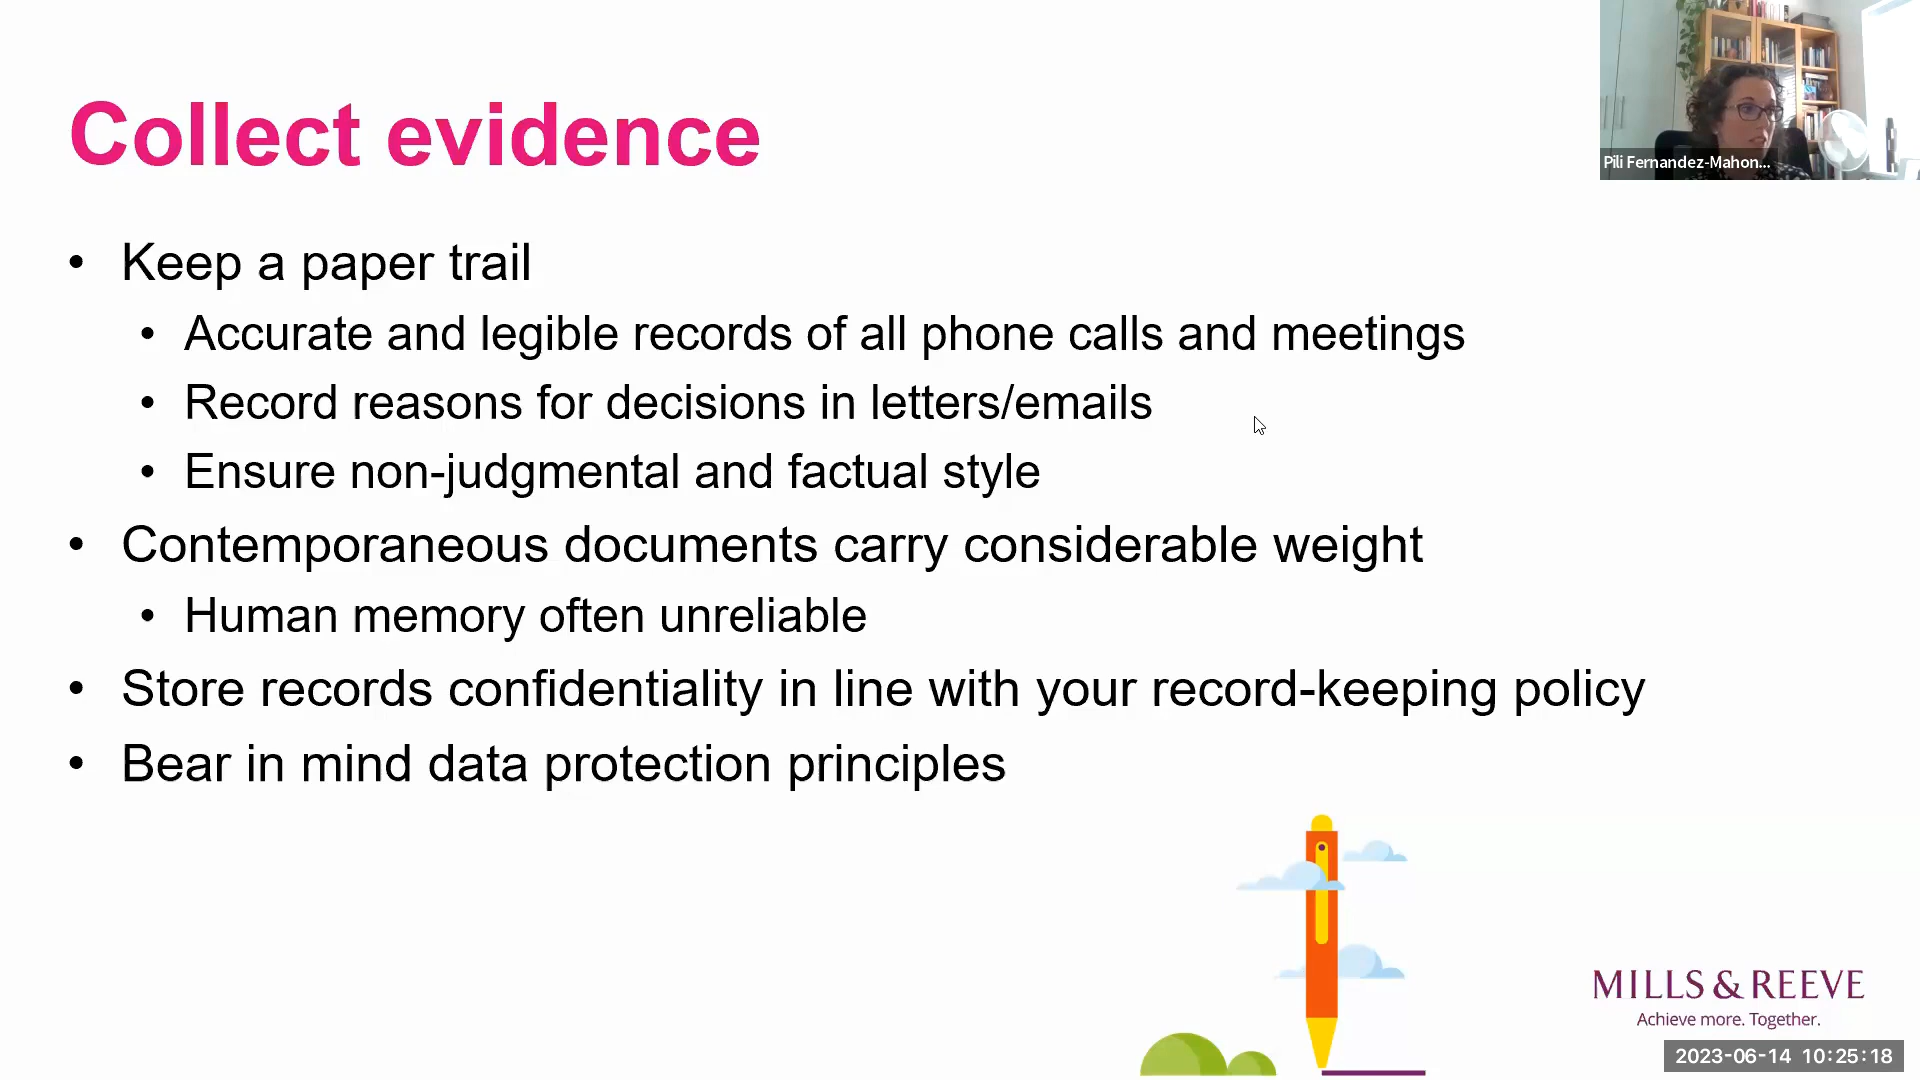 Collect evidence
Pili Fernandez-Mahon...
• Keep a paper trail
• Accurate and legible records of all phone calls and meetings
• Record reasons for decisions in letters/emails
• Ensure non-judgmental and factual style
• Contemporaneous documents carry considerable weight
• Human memory often unreliable
• Store records confidentiality in line with your record-keeping policy
• Bear in mind data protection principles
MILLS & REEVE
Achieve more. Together.
2023-06-14 10:25:18